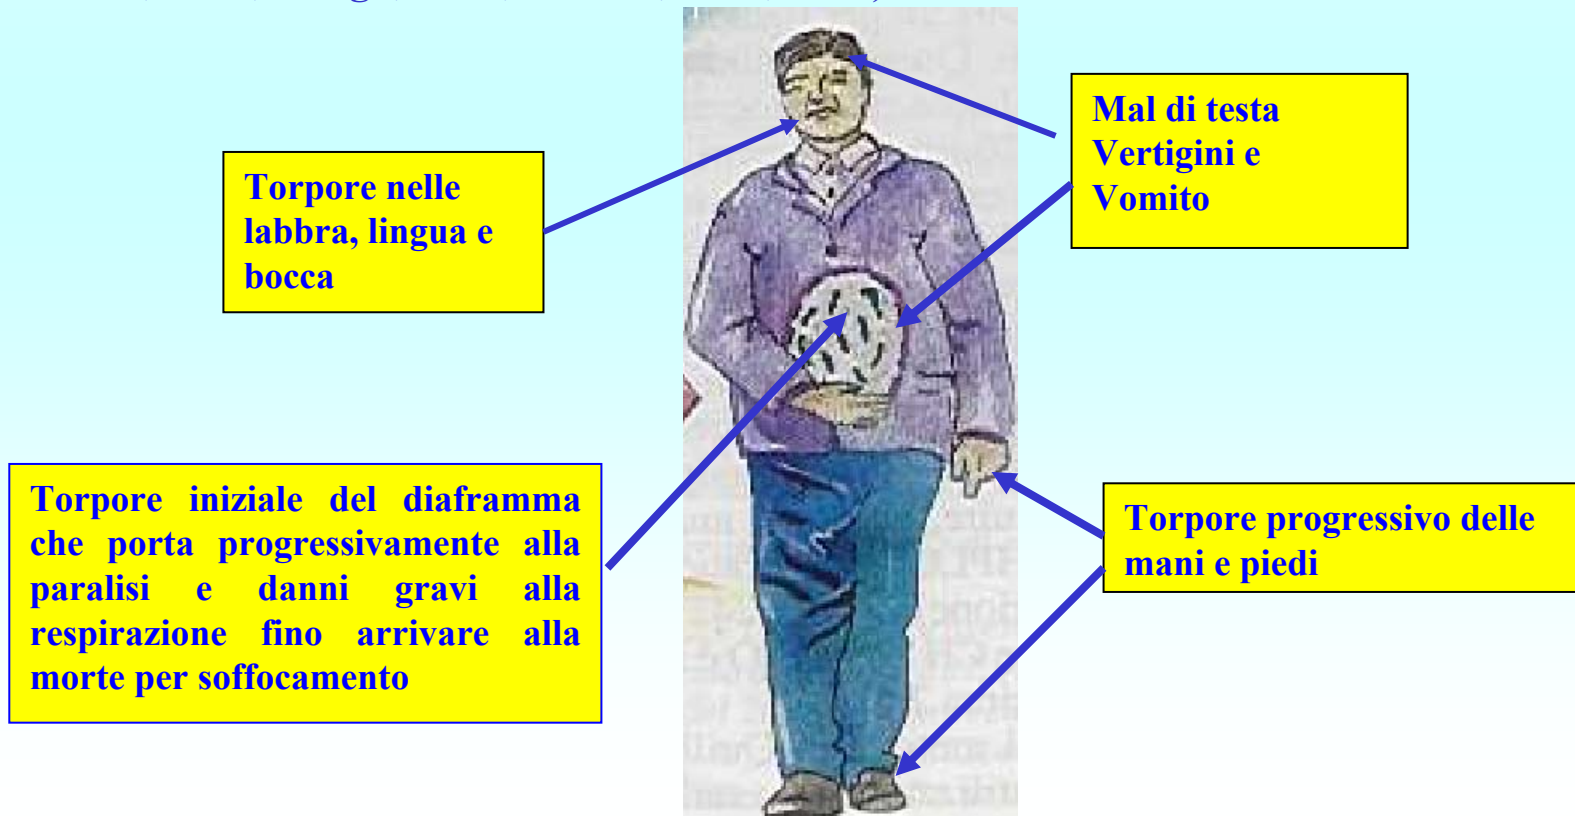 Mal di testa
Vertigini e
Vomito
Torpore nelle
labbra, lingua e
bocca
Torpore iniziale del diaframma
che porta progressivamente alla
paralisi e danni gravi alla
respirazione fino arrivare alla
morte per soffocamento
Torpore progressivo delle
mani e piedi